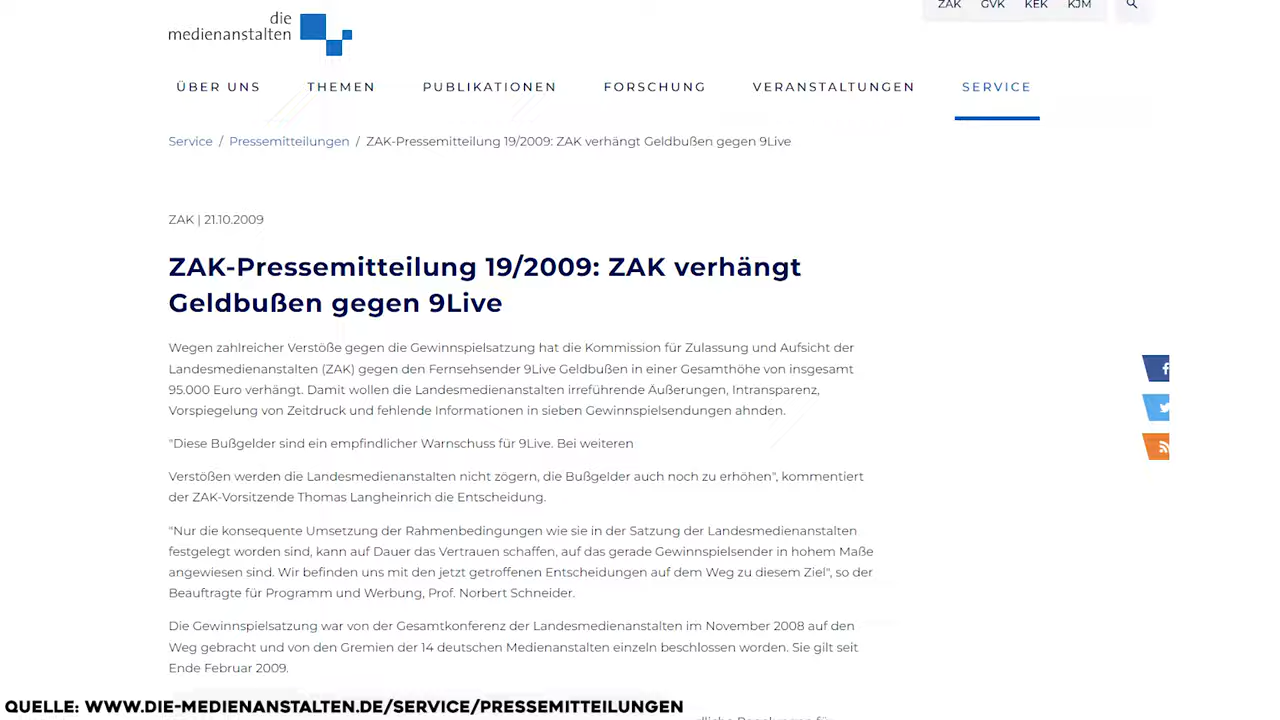 die
medienanstalten
ZAK GVK KEK KJM
ÜBER UNS THEMEN PUBLIKATIONEN FORSCHUNG VERANSTALTUNGEN SERVICE
Service / Pressemitteilungen / ZAK-Pressemitteilung 19/2009: ZAK verhängt Geldbußen gegen 9Live
ZAK | 21.10.2009
ZAK-Pressemitteilung 19/2009: ZAK verhängt
Geldbußen gegen 9Live
Wegen zahlreicher Verstöße gegen die Gewinnspielsatzung hat die Kommission für Zulassung und Aufsicht der
Landesmedienanstalten (ZAK) gegen den Fernsehsender 9Live Geldbußen in einer Gesamthöhe von insgesamt
95.000 Euro verhängt. Damit wollen die Landesmedienanstalten irreführende Äußerungen, Intransparenz,
Vorspiegelung von Zeitdruck und fehlende Informationen in sieben Gewinnspielsendungen ahnden.
"Diese Bußgelder sind ein empfindlicher Warnschuss für 9Live. Bei weiteren
Verstößen werden die Landesmedienanstalten nicht zögern, die Bußgelder auch noch zu erhöhen", kommentiert
der ZAK-Vorsitzende Thomas Langheinrich die Entscheidung.
"Nur die konsequente Umsetzung der Rahmenbedingungen wie sie in der Satzung der Landesmedienanstalten
festgelegt worden sind, kann auf Dauer das Vertrauen schaffen, auf das gerade Gewinnspielsender in hohem Maße
angewiesen sind. Wir befinden uns mit den jetzt getroffenen Entscheidungen auf dem Weg zu diesem Ziel", so der
Beauftragte für Programm und Werbung, Prof. Norbert Schneider.
Die Gewinnspielsatzung war von der Gesamtkonferenz der Landesmedienanstalten im November 2008 auf den
Weg gebracht und von den Gremien der 14 deutschen Medienanstalten einzeln beschlossen worden. Sie gilt seit
Ende Februar 2009.
QUELLE: WWW.DIE-MEDIENANSTALTEN.DE/SERVICE/PRESSEMITTEILUNGEN